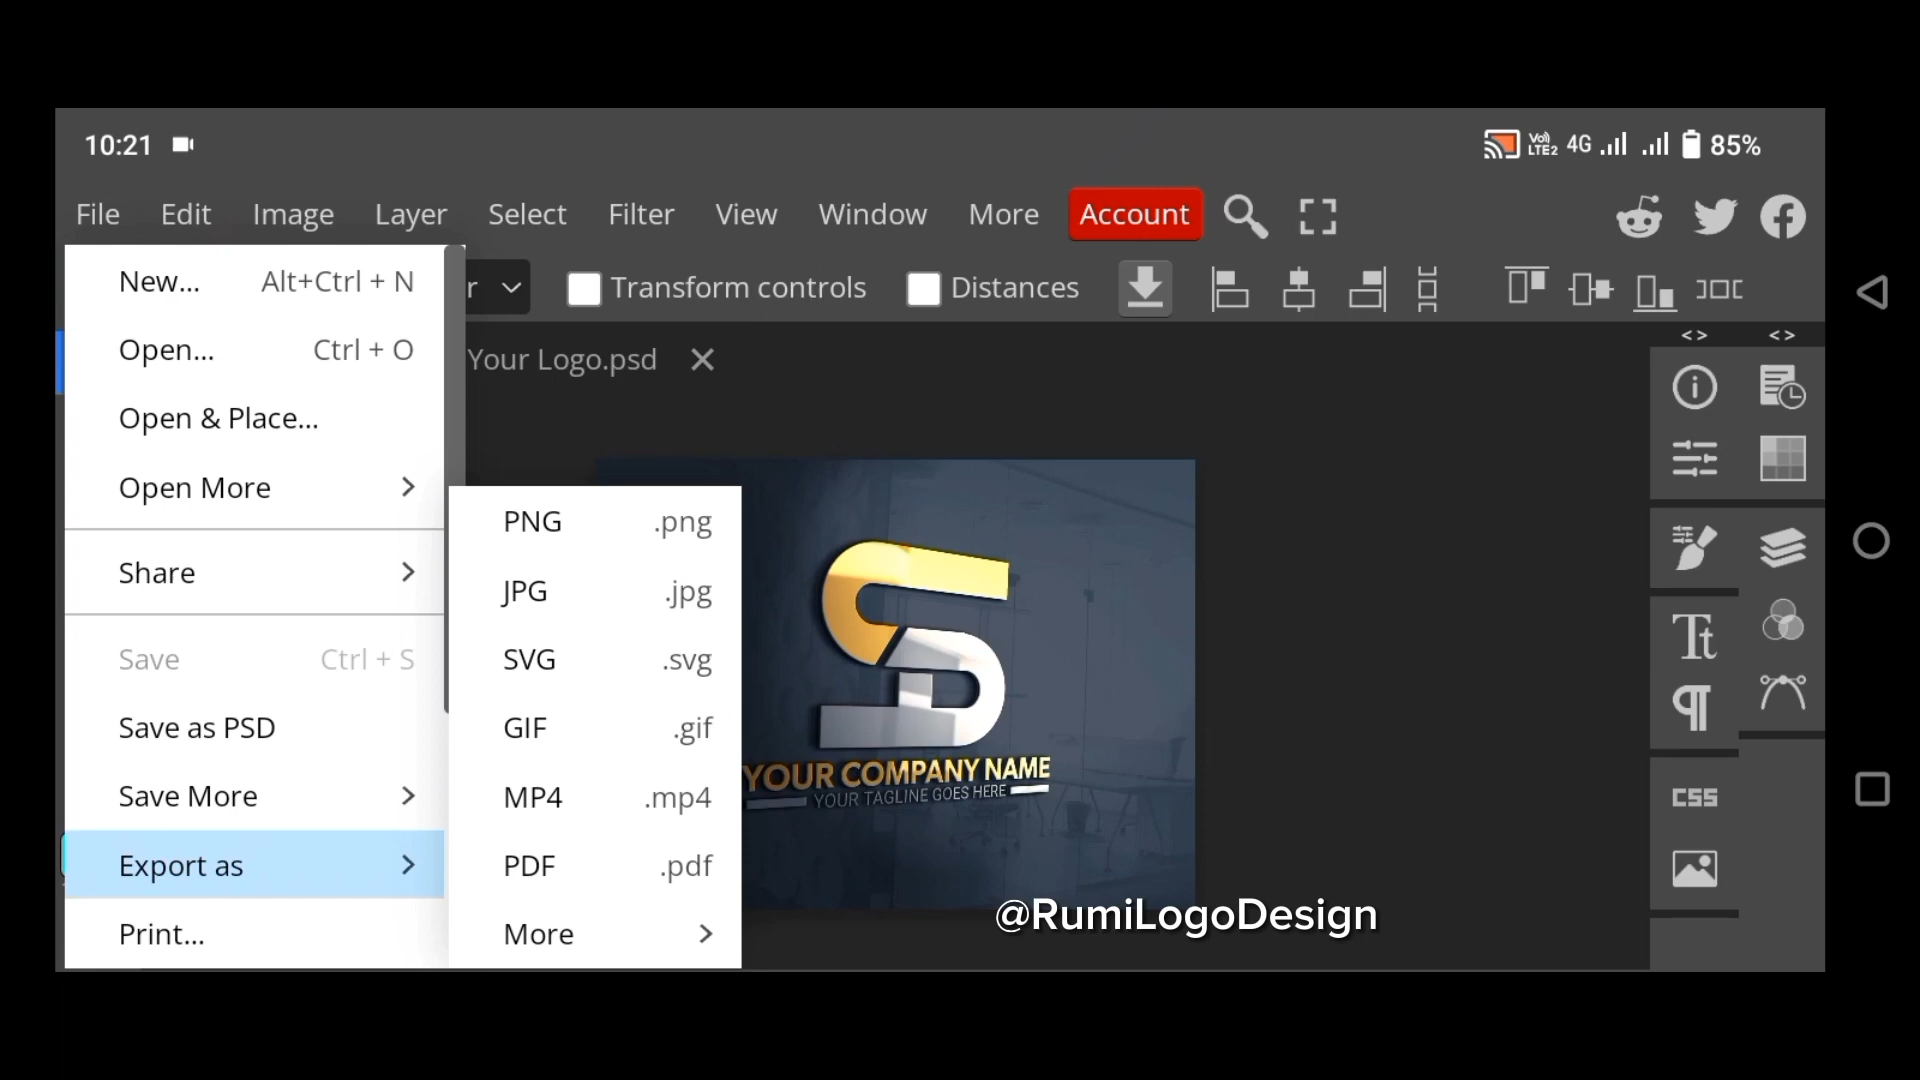 10:21
Vo)) LTE2 4G 85%
File Edit Image Layer Select Filter View Window More Account
r Transform controls Distances
Your Logo.psd
New... Alt+Ctrl + N
Open... Ctrl + O
Open & Place...
Open More
Share
Save Ctrl + S
Save as PSD
Save More
Export as
Print...
PNG .png
JPG .jpg
SVG .svg
GIF .gif
MP4 .mp4
PDF .pdf
More
YOUR COMPANY NAME
YOUR TAGLINE GOES HERE
< > < >
Tt
CSS
@RumiLogoDesign